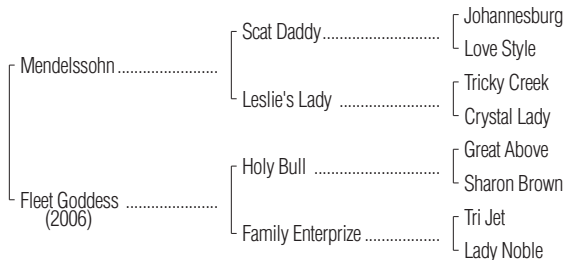 Johannesburg
Scat Daddy
Love Style
Mendelssohn
Tricky Creek
Leslie's Lady
Crystal Lady
Great Above
Holy Bull
Sharon Brown
Fleet Goddess
(2006)
Tri Jet
Family Enterprize
Lady Noble